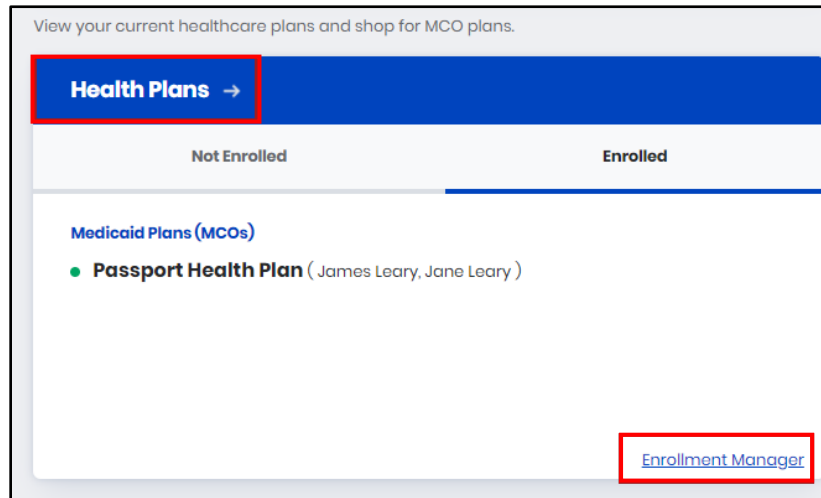 View your current healthcare plans and shop for MCO plans.
Health Plans →
Not Enrolled
Enrolled
Medicaid Plans (MCOs)
• Passport Health Plan ( James Leary, Jane Leary )
Enrollment Manager